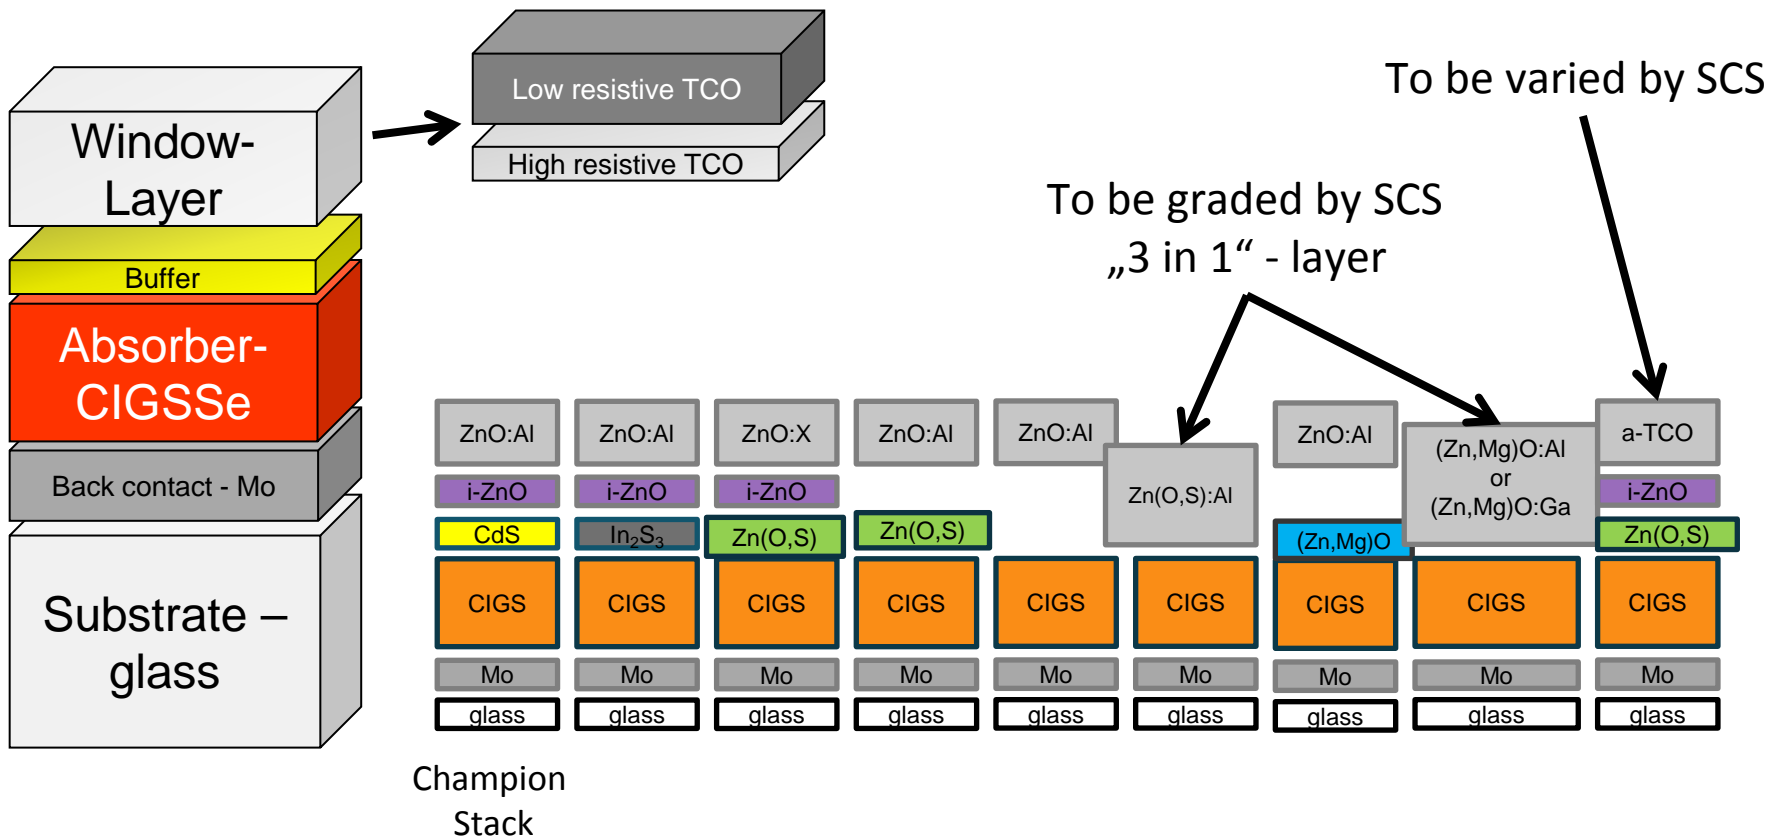 Low resistive TCO
High resistive TCO
Window-
Layer
Buffer
Absorber-
CIGSSe
Back contact - Mo
Substrate –
glass
To be varied by SCS
To be graded by SCS
„3 in 1“ - layer
ZnO:Al
i-ZnO
CdS
CIGS
Mo
glass
Champion
Stack
ZnO:Al
i-ZnO
In₂S₃
CIGS
Mo
glass
ZnO:X
i-ZnO
Zn(O,S)
CIGS
Mo
glass
ZnO:Al
Zn(O,S)
CIGS
Mo
glass
ZnO:Al
CIGS
Mo
glass
Zn(O,S):Al
CIGS
Mo
glass
ZnO:Al
(Zn,Mg)O
CIGS
Mo
glass
(Zn,Mg)O:Al
or
(Zn,Mg)O:Ga
CIGS
Mo
glass
a-TCO
i-ZnO
Zn(O,S)
CIGS
Mo
glass